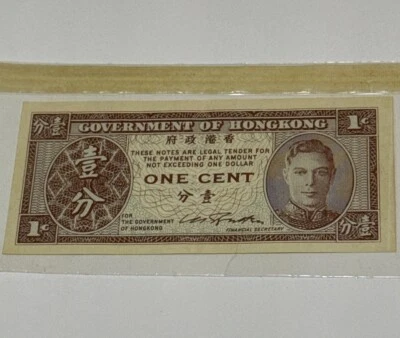 分壹 GOVERNMENT OF HONGKONG 1¢
府政港香
THESE NOTES ARE LEGAL TENDER FOR
THE PAYMENT OF ANY AMOUNT
NOT EXCEEDING ONE DOLLAR
壹
分
ONE CENT
分壹
FOR
THE GOVERNMENT
OF HONGKONG
FINANCIAL SECRETARY
1¢
分壹